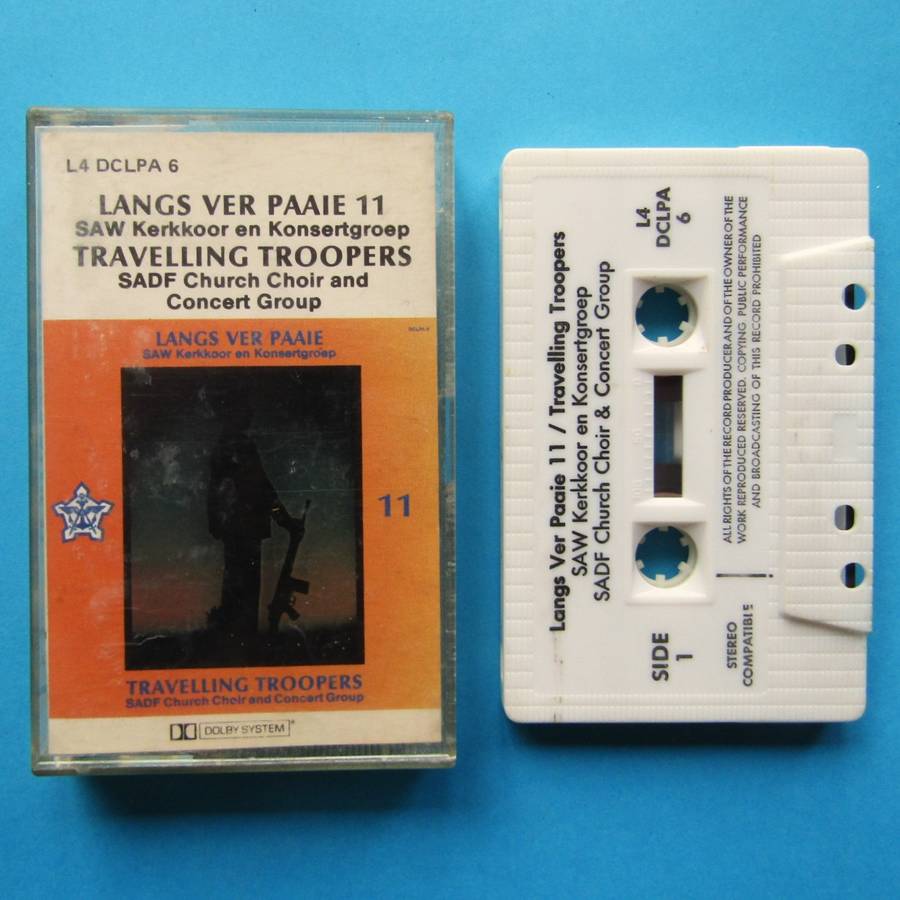 L4 DCLPA 6
LANGS VER PAAIE 11
SAW Kerkkoor en Konsertgroep
TRAVELLING TROOPERS
SADF Church Choir and
Concert Group
LANGS VER PAAIE
SAW Kerkkoor en Konsertgroep
11
TRAVELLING TROOPERS
SADF Church Choir and Concert Group
DOLBY SYSTEM
Langs Ver Paaie 11 / Travelling Troopers
SAW Kerkkoor en Konsertgroep
SADF Church Choir & Concert Group
L4
DCLPA
6
SIDE
1
ALL RIGHTS OF THE RECORD PRODUCER AND OF THE OWNER OF THE
WORK REPRODUCED RESERVED. COPYING PUBLIC PERFORMANCE
AND BROADCASTING OF THIS RECORD PROHIBITED
STEREO
COMPATIBLE